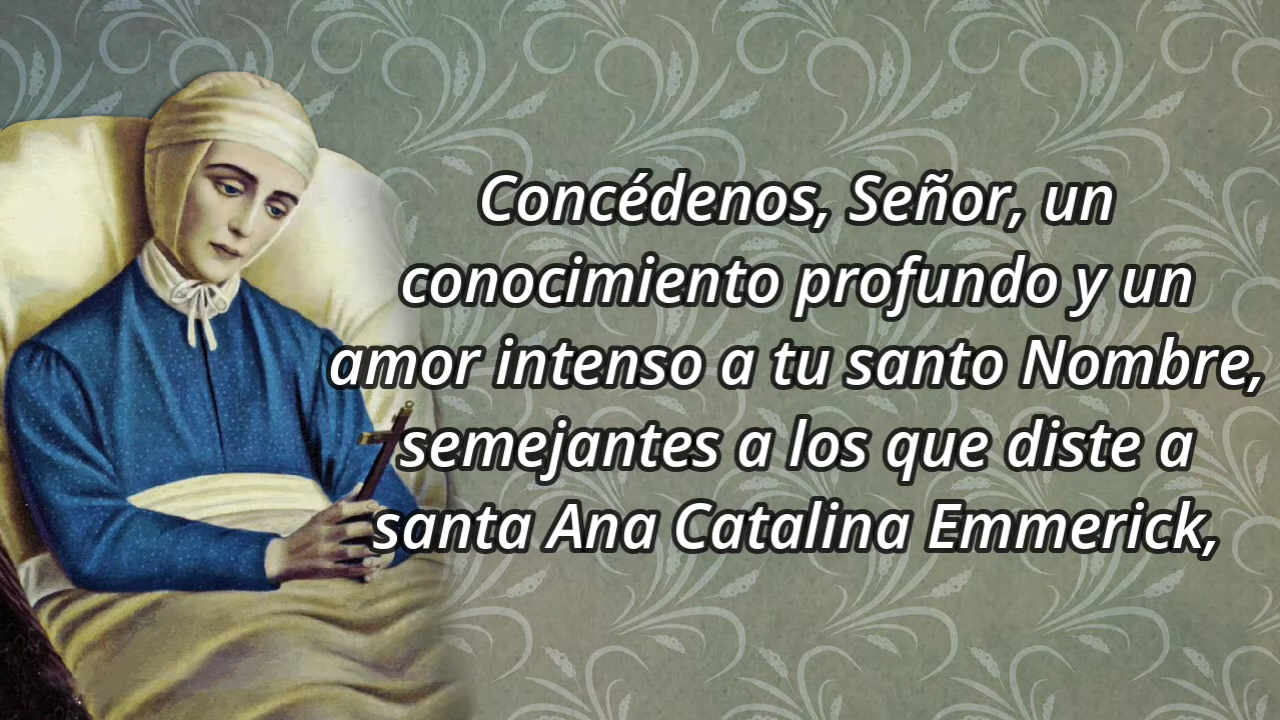 Concédenos, Señor, un
conocimiento profundo y un
amor intenso a tu santo Nombre,
semejantes a los que diste a
santa Ana Catalina Emmerick,